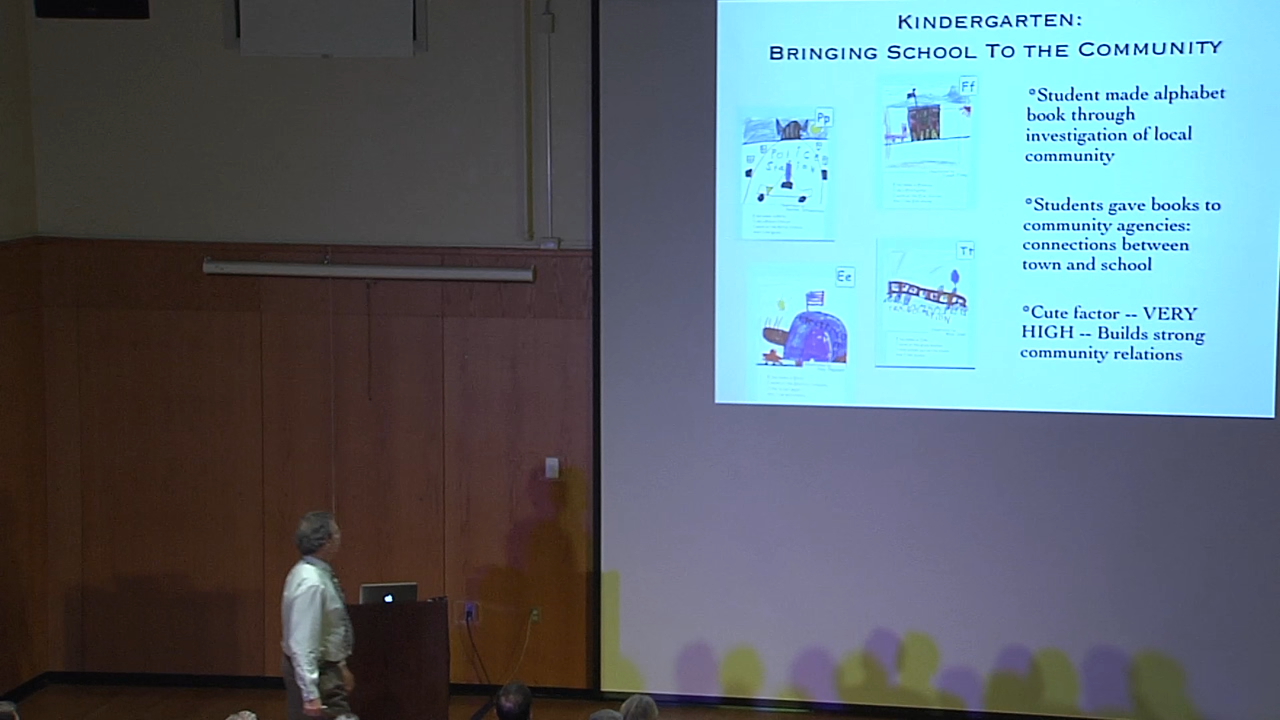 KINDERGARTEN:
BRINGING SCHOOL TO THE COMMUNITY
Pp
Ff
Ee
Tt
Police
Station
°Student made alphabet
book through
investigation of local
community
°Students gave books to
community agencies:
connections between
town and school
°Cute factor -- VERY
HIGH -- Builds strong
community relations